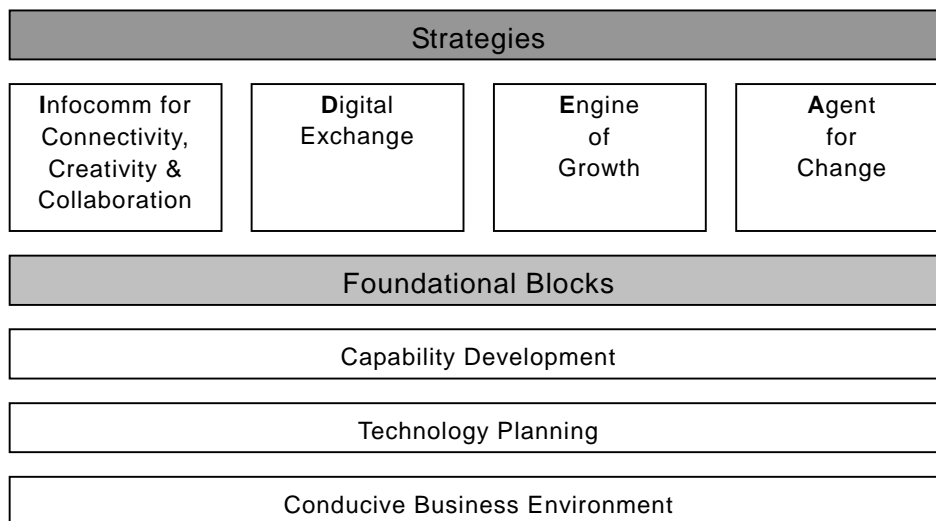 Strategies
Infocomm for
Connectivity,
Creativity &
Collaboration
Digital
Exchange
Engine
of
Growth
Agent
for
Change
Foundational Blocks
Capability Development
Technology Planning
Conducive Business Environment